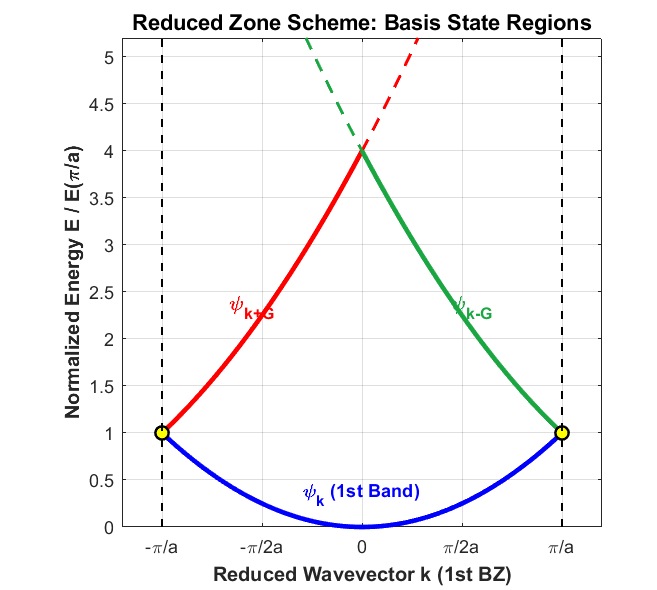 Reduced Zone Scheme: Basis State Regions
Normalized Energy E / E(π/a)
5
4.5
4
3.5
3
2.5
2
1.5
1
0.5
0
ψk+G
ψk-G
ψk (1st Band)
-π/a
-π/2a
0
π/2a
π/a
Reduced Wavevector k (1st BZ)